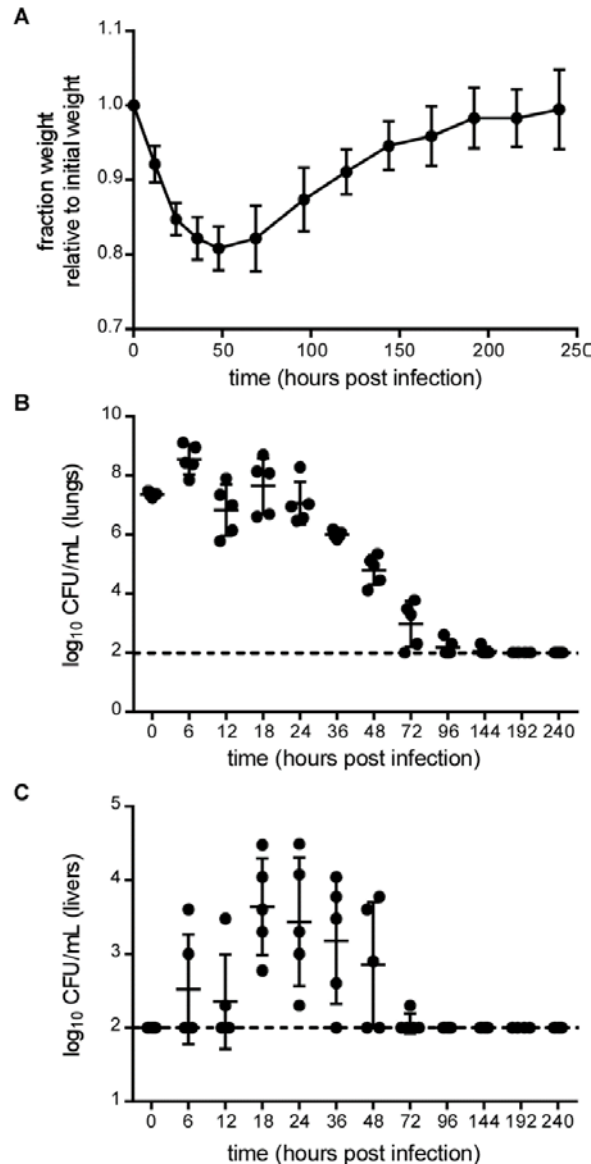 A
1.1
1.0
0.9
0.8
0.7
fraction weight
relative to initial weight
0 50 100 150 200 250
time (hours post infection)
B
10
8
6
4
2
0
log₁₀ CFU/mL (lungs)
0 6 12 18 24 36 48 72 96 144 192 240
time (hours post infection)
C
5
4
3
2
1
log₁₀ CFU/mL (livers)
0 6 12 18 24 36 48 72 96 144 192 240
time (hours post infection)